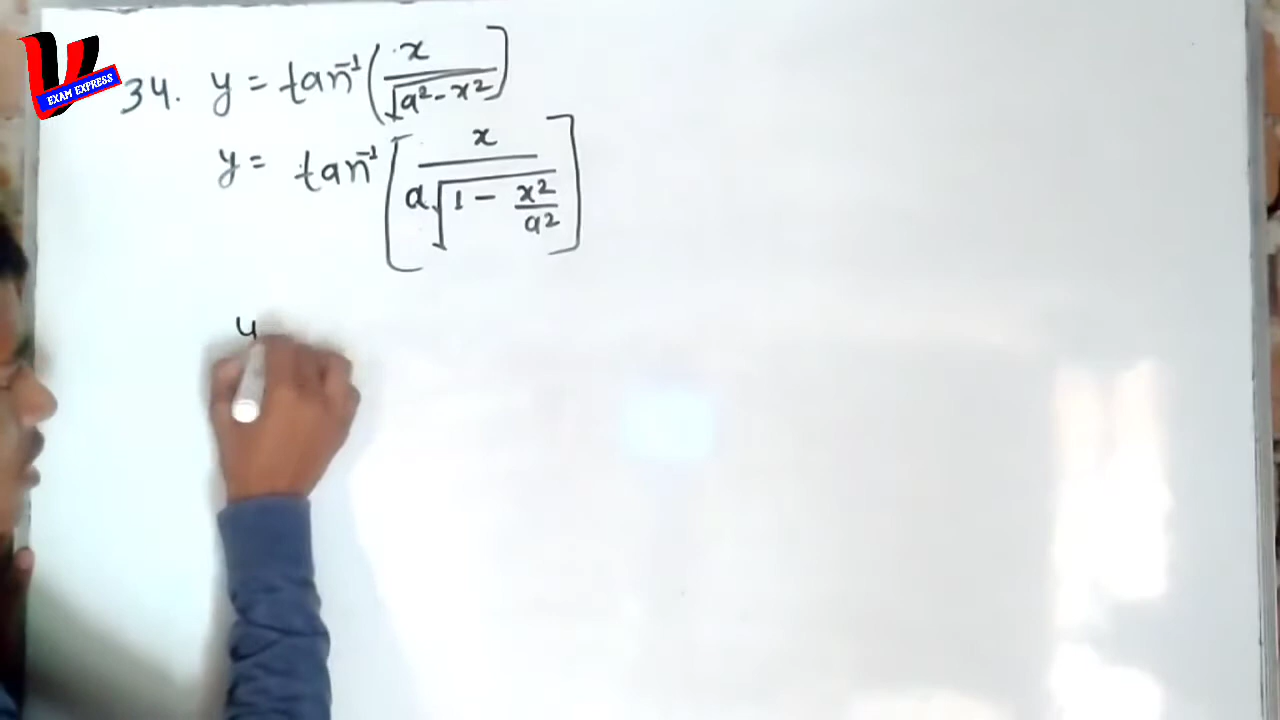 V
EXAM EXPRESS
34. y = tan⁻¹(x/√(a² - x²)]
y = tan⁻¹[x/(a√(1 - x²/a²))]
y